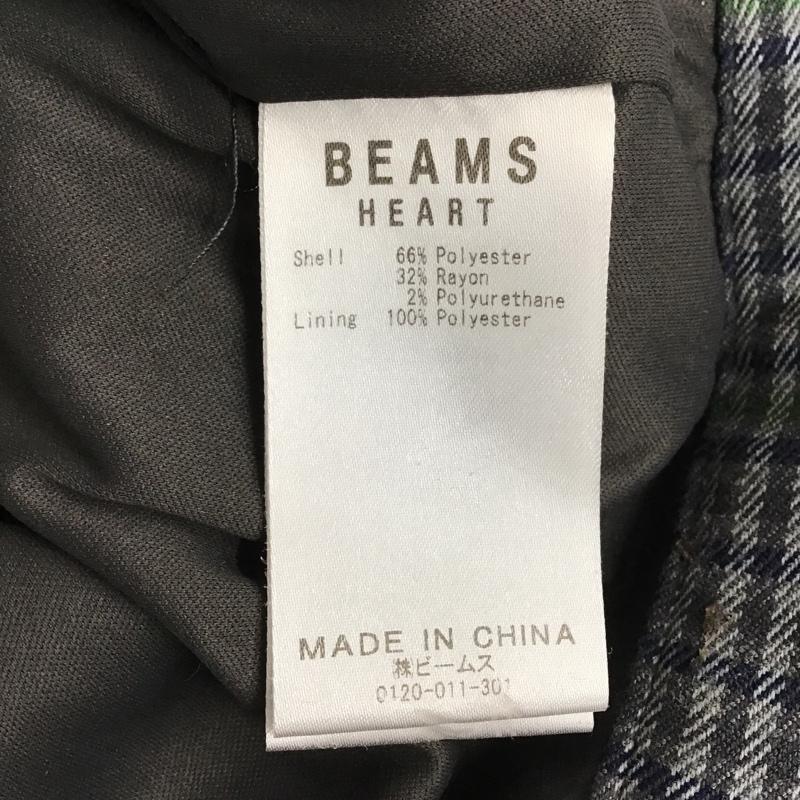 BEAMS
HEART
Shell 66% Polyester
32% Rayon
2% Polyurethane
Lining 100% Polyester
MADE IN CHINA
㈱ビームス
0120-011-301